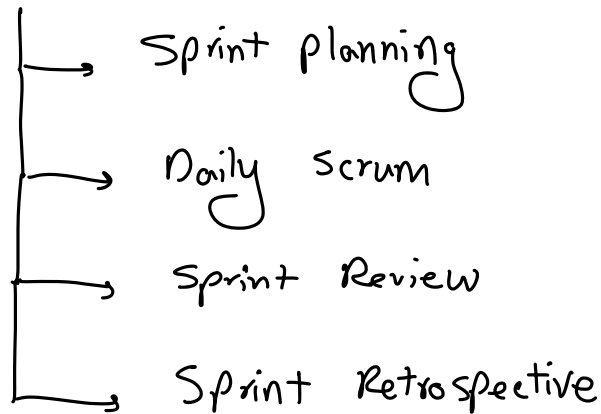 Sprint planning
Daily scrum
Sprint Review
Sprint Retrospective